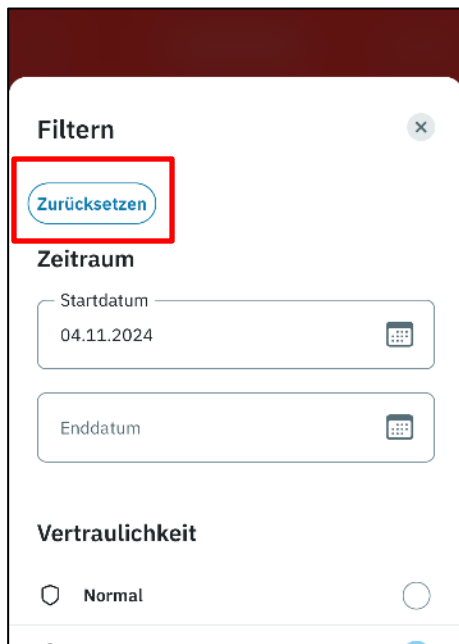 Filtern
Zurücksetzen
Zeitraum
Startdatum
04.11.2024
Enddatum
Vertraulichkeit
Normal